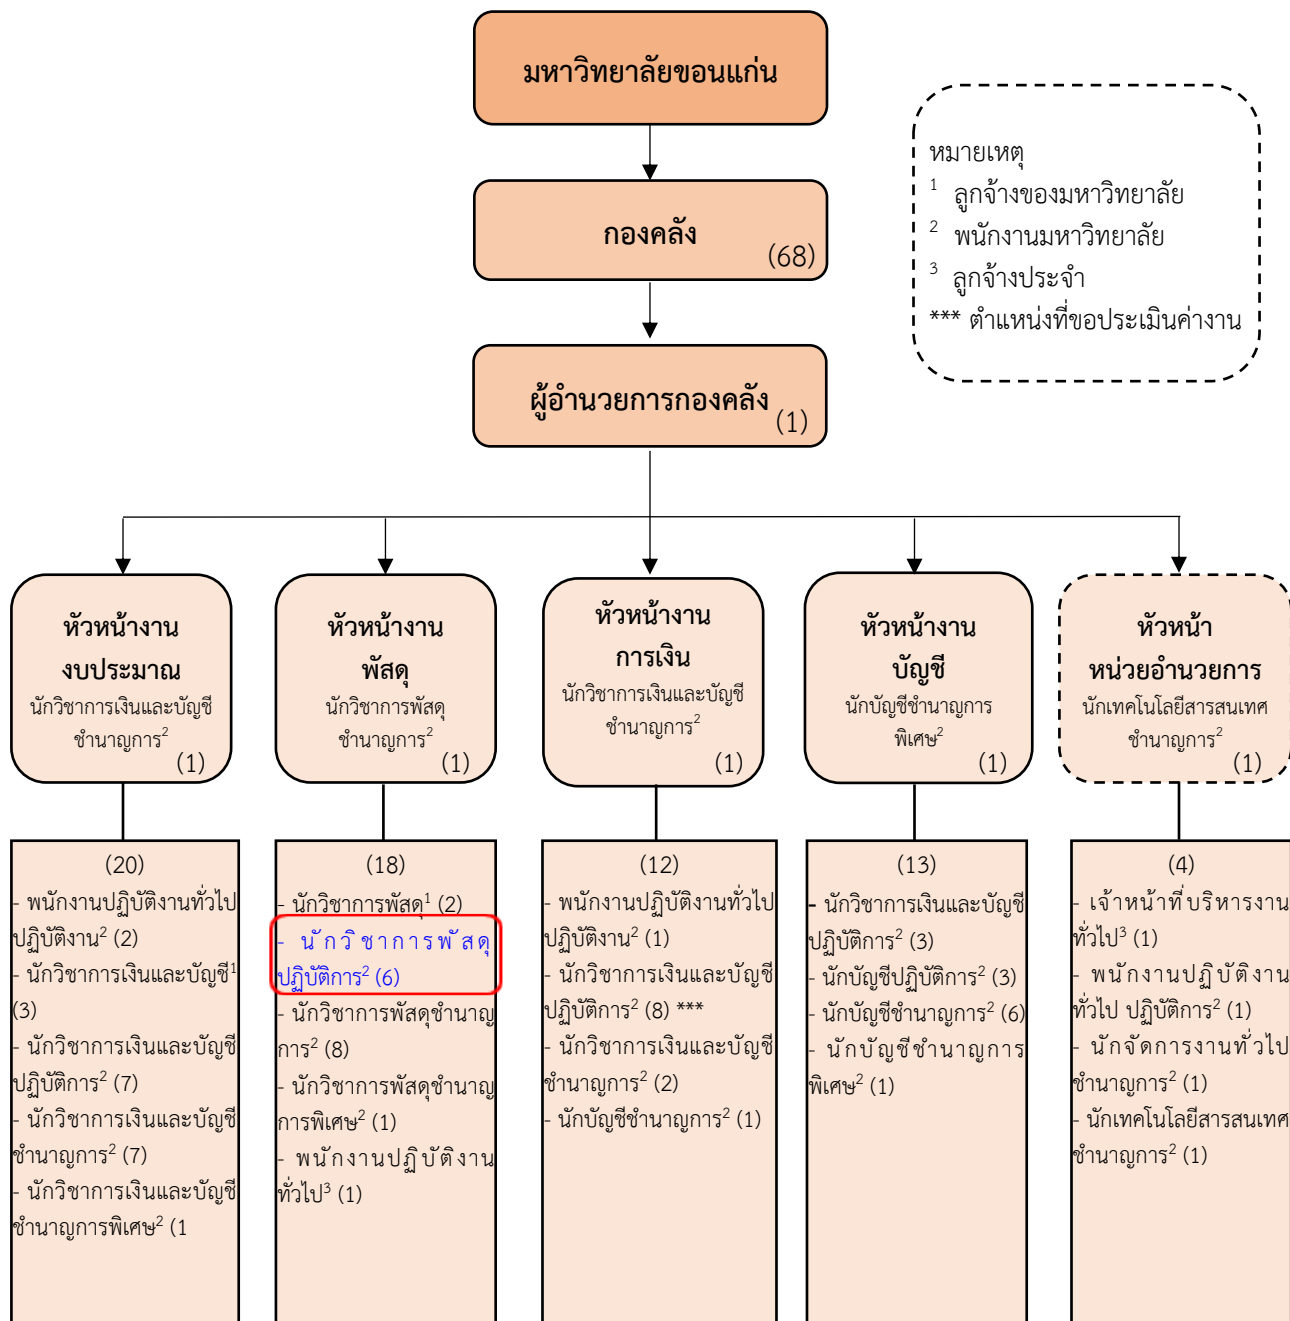 มหาวิทยาลัยขอนแก่น
หมายเหตุ
1 ลูกจ้างของมหาวิทยาลัย
2 พนักงานมหาวิทยาลัย
3 ลูกจ้างประจำ
*** ตำแหน่งที่ขอประเมินค่างาน
กองคลัง
(68)
ผู้อำนวยการกองคลัง
(1)
หัวหน้างาน
งบประมาณ
นักวิชาการเงินและบัญชี
ชำนาญการ²
(1)
หัวหน้างาน
พัสดุ
นักวิชาการพัสดุ
ชำนาญการ²
(1)
หัวหน้างาน
การเงิน
นักวิชาการเงินและบัญชี
ชำนาญการ²
(1)
หัวหน้างาน
บัญชี
นักบัญชีชำนาญการ
พิเศษ²
(1)
หัวหน้า
หน่วยอำนวยการ
นักเทคโนโลยีสารสนเทศ
ชำนาญการ²
(1)
(20)
- พนักงานปฏิบัติงานทั่วไป
ปฏิบัติงาน² (2)
- นักวิชาการเงินและบัญชี¹
(3)
- นักวิชาการเงินและบัญชี
ปฏิบัติการ² (7)
- นักวิชาการเงินและบัญชี
ชำนาญการ² (7)
- นักวิชาการเงินและบัญชี
ชำนาญการพิเศษ² (1
(18)
- นักวิชาการพัสดุ¹ (2)
- นักวิชาการพัสดุ
ปฏิบัติการ² (6)
- นักวิชาการพัสดุชำนาญ
การ² (8)
- นักวิชาการพัสดุชำนาญ
การพิเศษ² (1)
- พนักงานปฏิบัติงาน
ทั่วไป³ (1)
(12)
- พนักงานปฏิบัติงานทั่วไป
ปฏิบัติงาน² (1)
- นักวิชาการเงินและบัญชี
ปฏิบัติการ² (8) ***
- นักวิชาการเงินและบัญชี
ชำนาญการ² (2)
- นักบัญชีชำนาญการ² (1)
(13)
- นักวิชาการเงินและบัญชี
ปฏิบัติการ² (3)
- นักบัญชีปฏิบัติการ² (3)
- นักบัญชีชำนาญการ² (6)
- นักบัญชีชำนาญการ
พิเศษ² (1)
(4)
- เจ้าหน้าที่บริหารงาน
ทั่วไป³ (1)
- พนักงานปฏิบัติงาน
ทั่วไป ปฏิบัติการ² (1)
- นักจัดการงานทั่วไป
ชำนาญการ² (1)
- นักเทคโนโลยีสารสนเทศ
ชำนาญการ² (1)